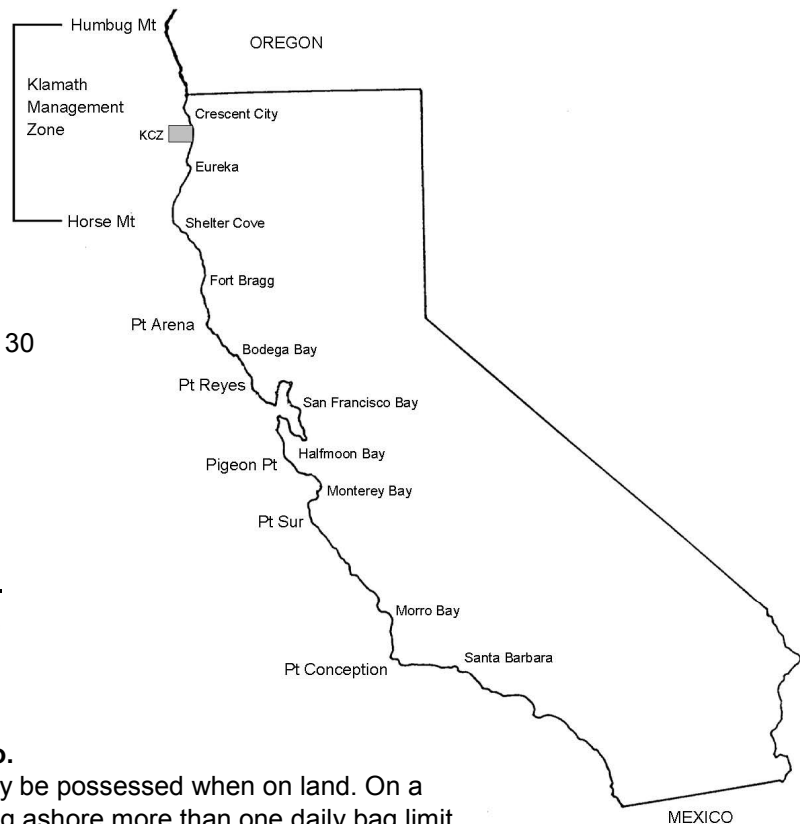 Humbug Mt
OREGON
Klamath
Management
Zone
Crescent City
KCZ
Eureka
Horse Mt
Shelter Cove
Fort Bragg
Pt Arena
30
Bodega Bay
Pt Reyes
San Francisco Bay
Halfmoon Bay
Pigeon Pt
Monterey Bay
Pt Sur
Morro Bay
Santa Barbara
Pt Conception
be possessed when on land. On a
ashore more than one daily bag limit
MEXICO